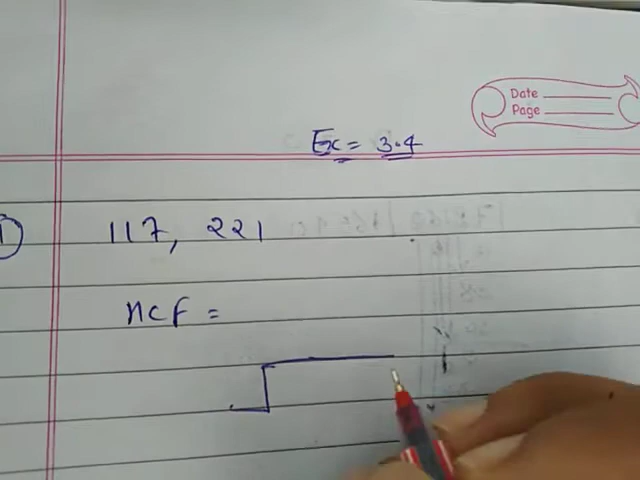 Date
Page
Ex = 3.4
1 117, 221
HCF =